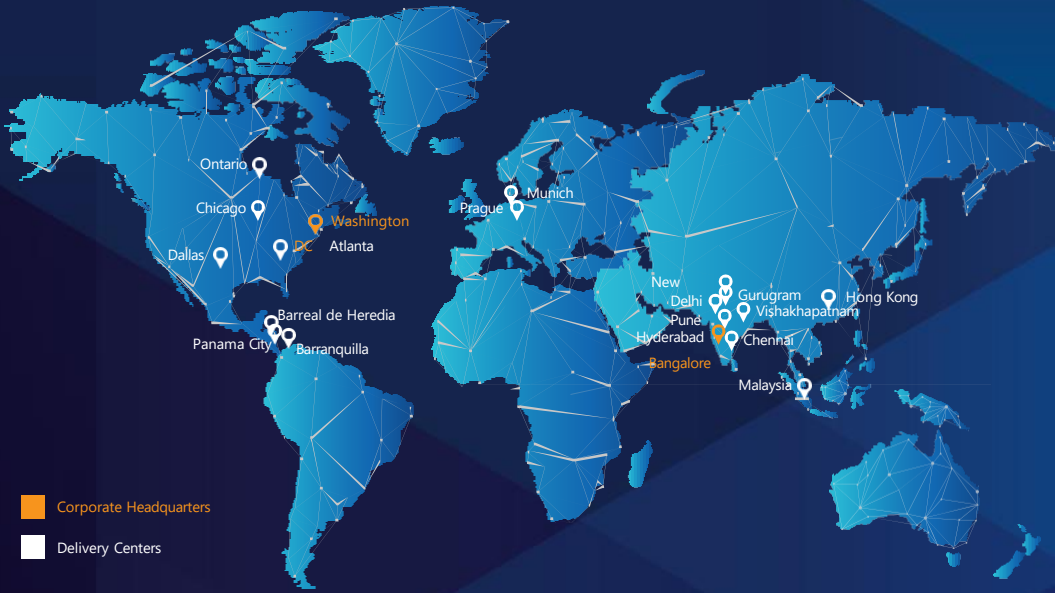 Ontario
Munich
Chicago
Prague
Washington
DC
Atlanta
Dallas
New
Delhi
Gurugram
Hong Kong
Vishakhapatnam
Barreal de Heredia
Pune
Hyderabad
Panama City
Chennai
Barranquilla
Bangalore
Malaysia
Corporate Headquarters
Delivery Centers